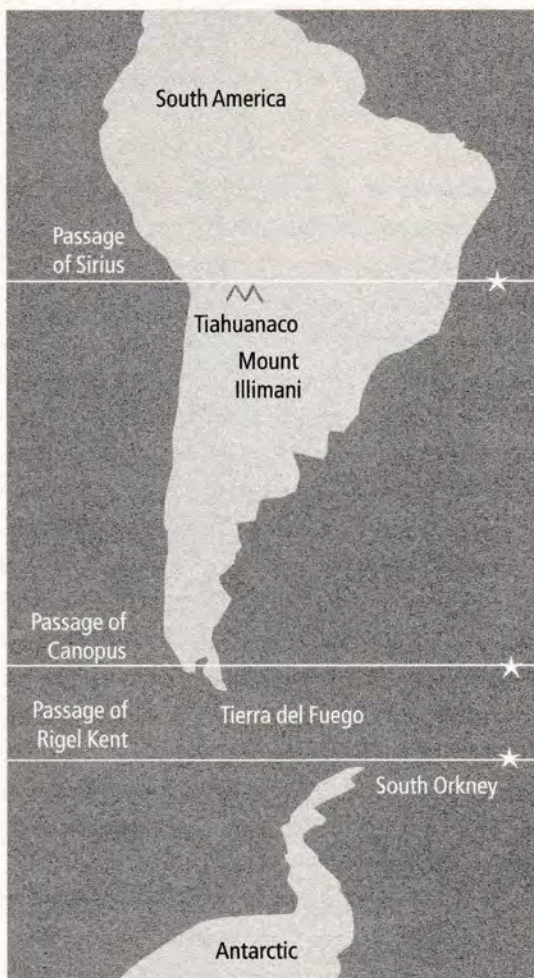 South America
Passage
of Sirius
Tiahuanaco
Mount
Illimani
Passage of
Canopus
Passage of
Rigel Kent
Tierra del Fuego
South Orkney
Antarctic